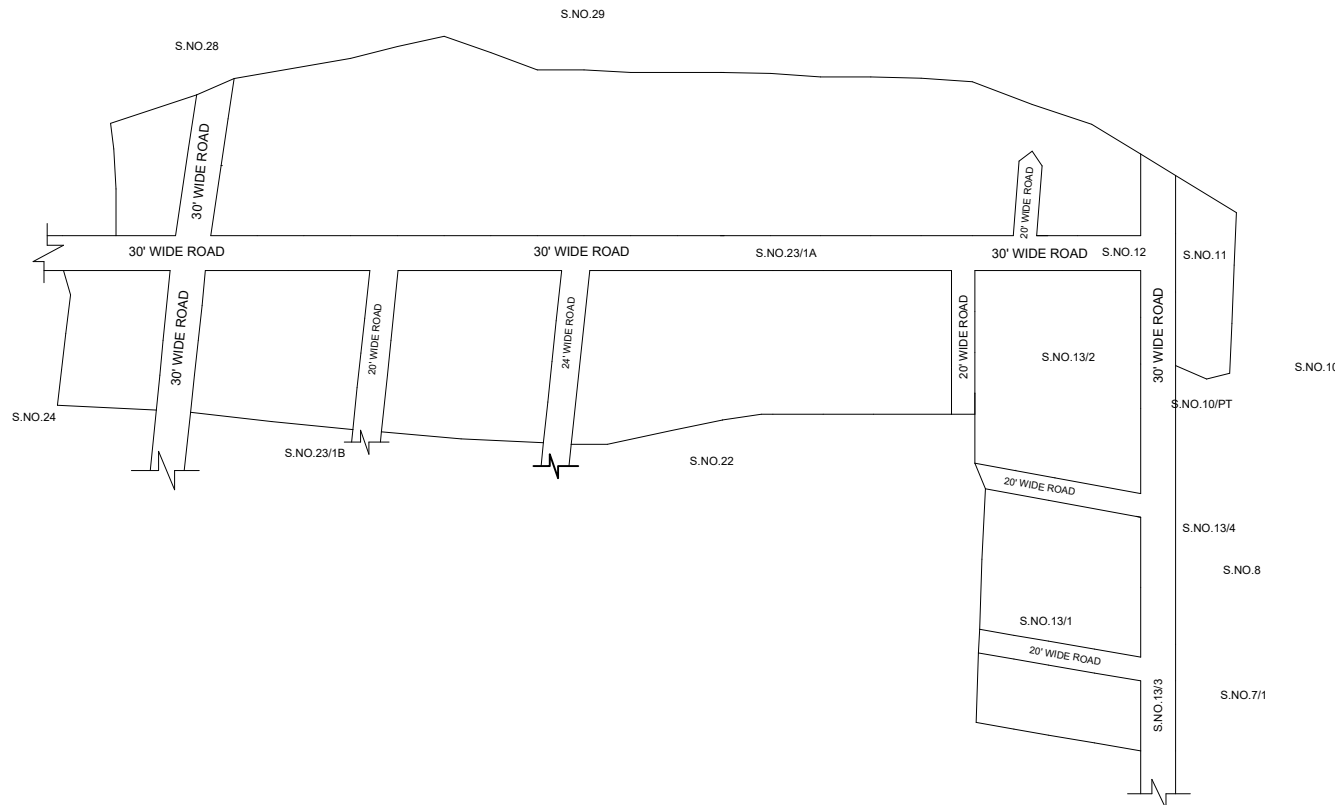 S.NO.29
S.NO.28
30' WIDE ROAD
20' WIDE ROAD
30' WIDE ROAD
30' WIDE ROAD
S.NO.23/1A
30' WIDE ROAD
S.NO.12
S.NO.11
30' WIDE ROAD
20' WIDE ROAD
24' WIDE ROAD
20' WIDE ROAD
S.NO.13/2
30' WIDE ROAD
S.NO.10
S.NO.10/PT
S.NO.24
S.NO.23/1B
S.NO.22
20' WIDE ROAD
S.NO.13/4
S.NO.8
S.NO.13/1
20' WIDE ROAD
S.NO.13/3
S.NO.7/1